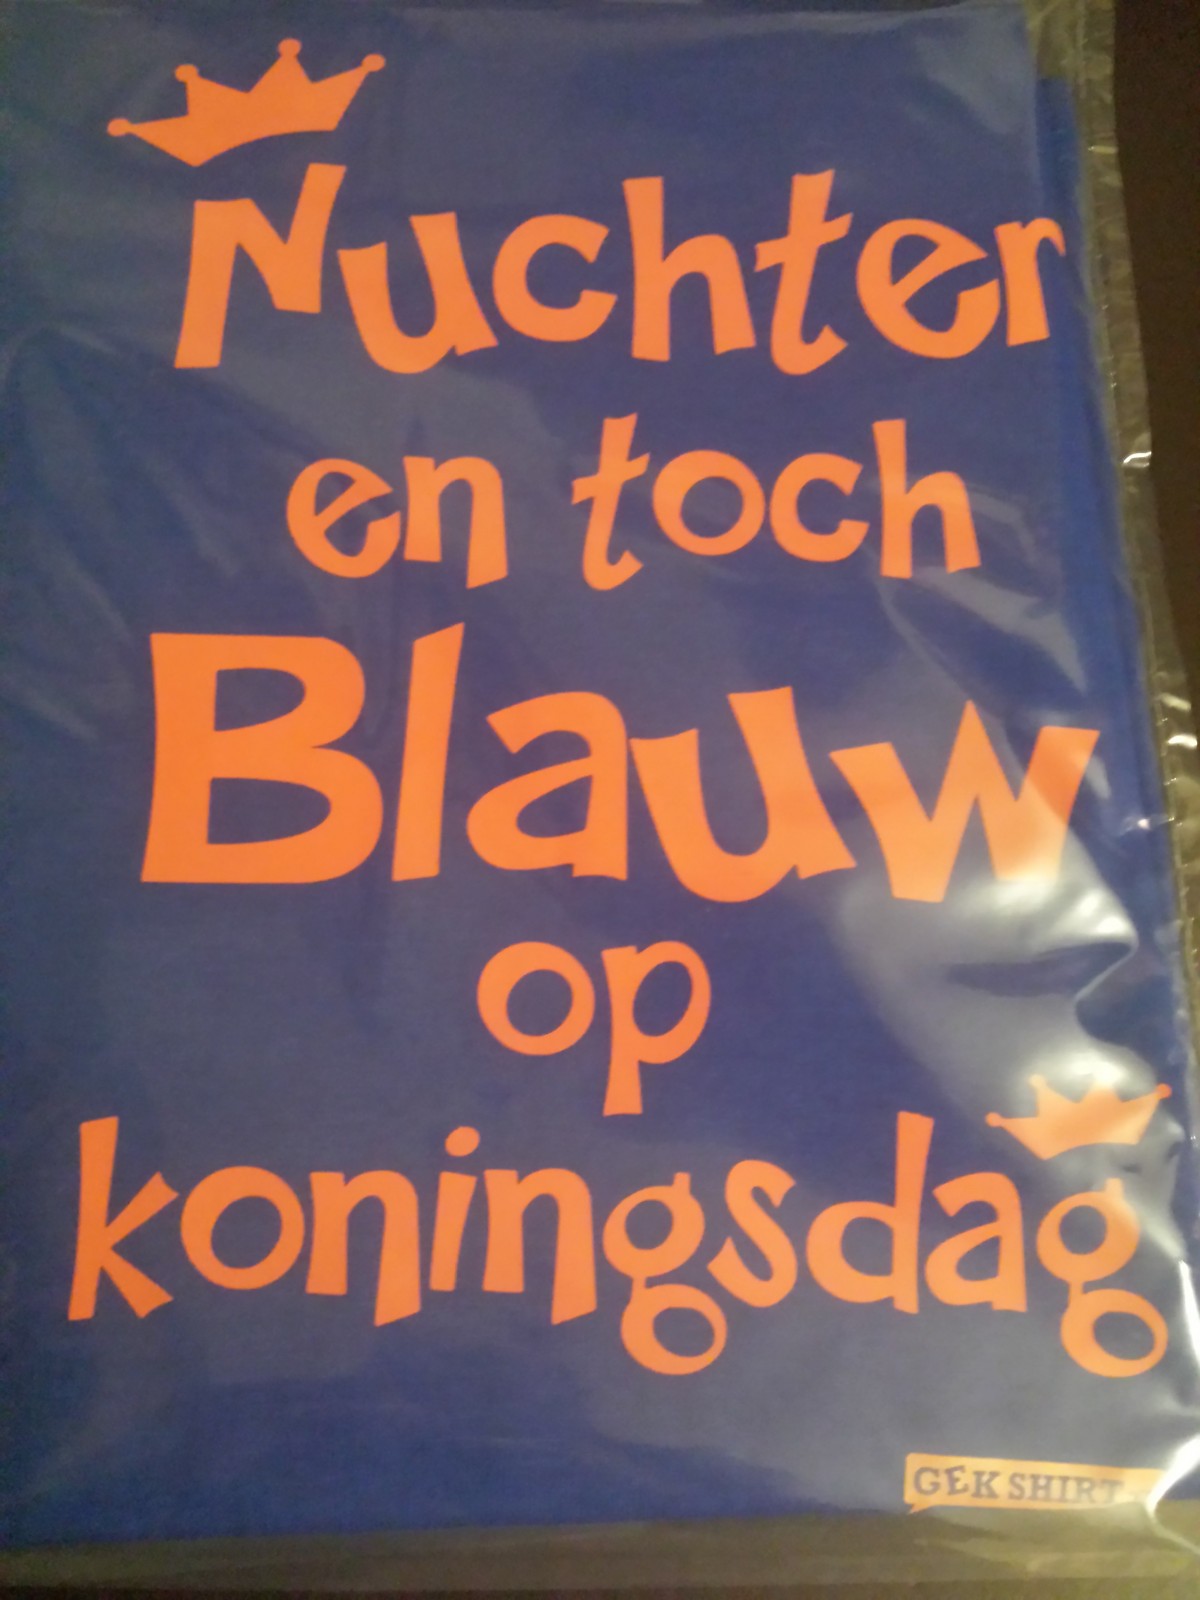 Nuchter
en toch
Blauw
op
koningsdag
GEK SHIRT